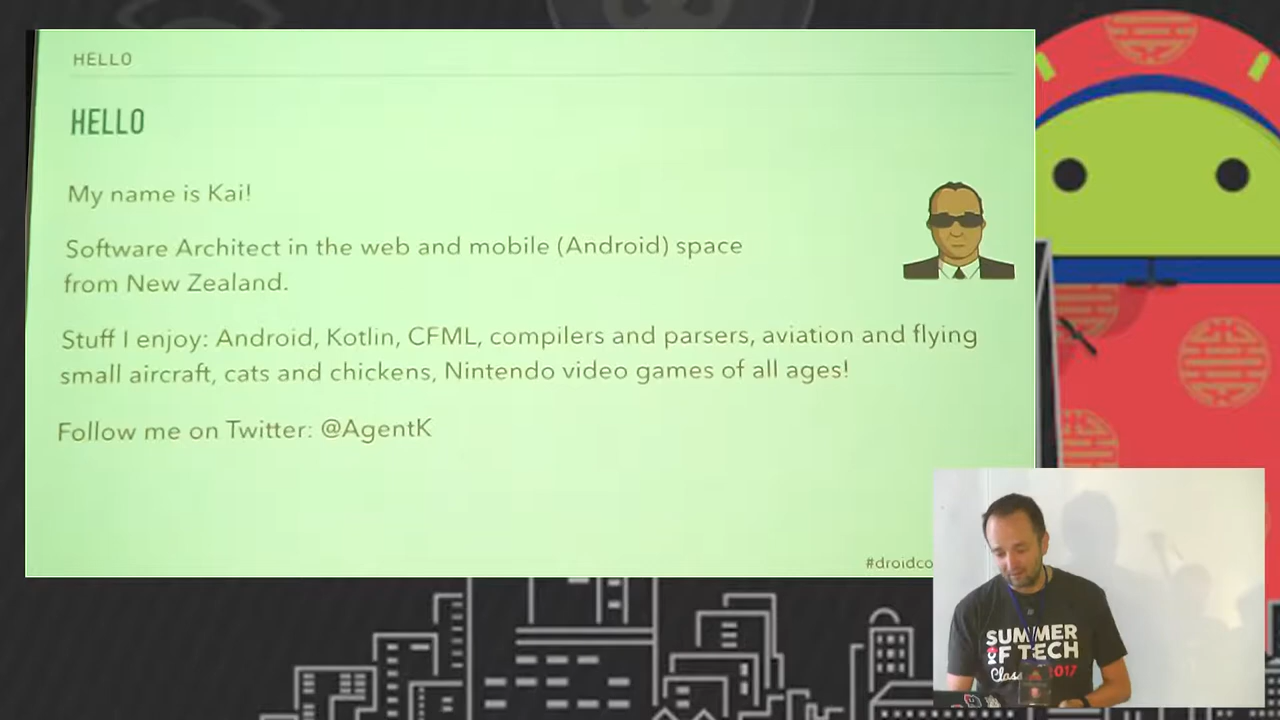 HELLO
HELLO
My name is Kai!
Software Architect in the web and mobile (Android) space
from New Zealand.
Stuff I enjoy: Android, Kotlin, CFML, compilers and parsers, aviation and flying
small aircraft, cats and chickens, Nintendo video games of all ages!
Follow me on Twitter: @AgentK
#droidco
SUMMER
OF TECH
Clas 2017